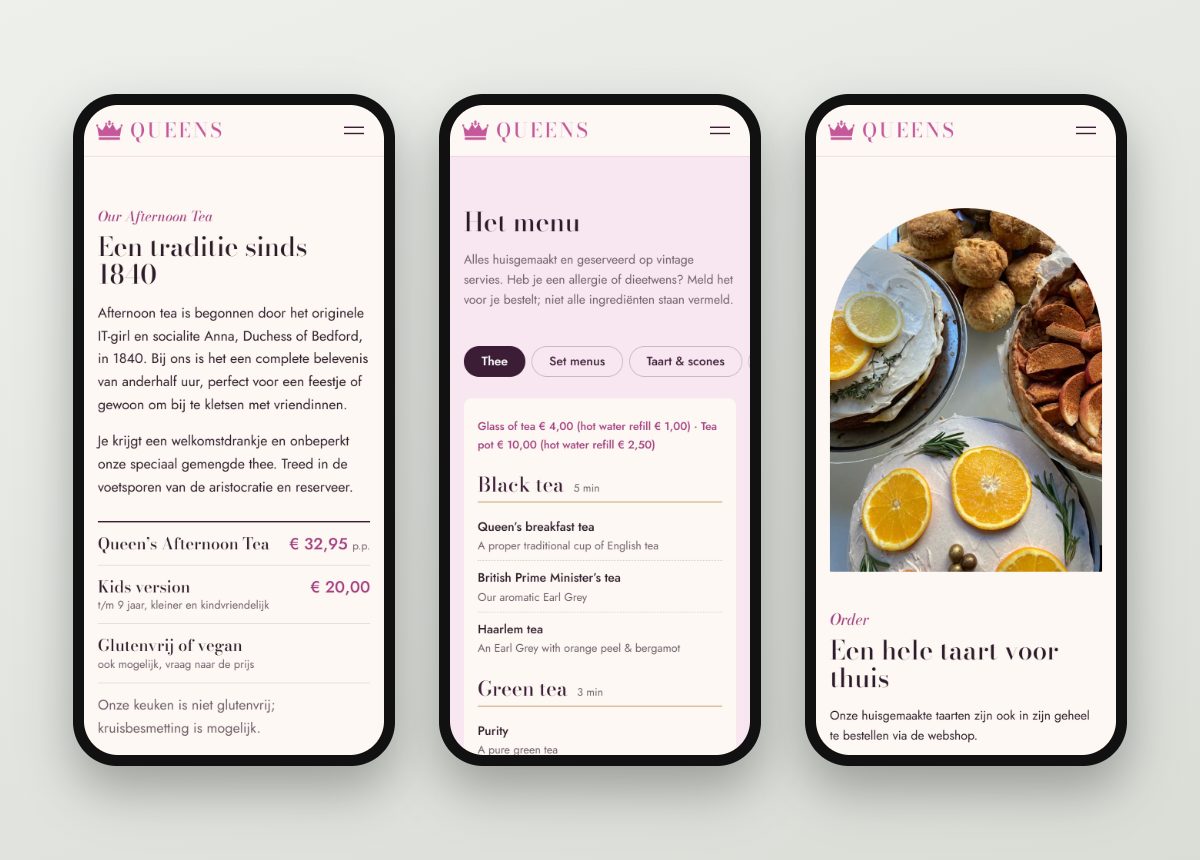 QUEENS
Our Afternoon Tea
Een traditie sinds
1840
Afternoon tea is begonnen door het originele
IT-girl en socialite Anna, Duchess of Bedford,
in 1840. Bij ons is het een complete belevenis
van anderhalf uur, perfect voor een feestje of
gewoon om bij te kletsen met vriendinnen.
Je krijgt een welkomstdrankje en onbeperkt
onze speciaal gemengde thee. Treed in de
voetsporen van de aristocratie en reserveer.
Queen's Afternoon Tea € 32,95 p.p.
Kids version € 20,00
t/m 9 jaar, kleiner en kindvriendelijk
Glutenvrij of vegan
ook mogelijk, vraag naar de prijs
Onze keuken is niet glutenvrij;
kruisbesmetting is mogelijk.
QUEENS
Het menu
Alles huisgemaakt en geserveerd op vintage
servies. Heb je een allergie of dieetwens? Meld het
voor je bestelt; niet alle ingrediënten staan vermeld.
Thee Set menus Taart & scones
Glass of tea € 4,00 (hot water refill € 1,00) · Tea
pot € 10,00 (hot water refill € 2,50)
Black tea 5 min
Queen's breakfast tea
A proper traditional cup of English tea
British Prime Minister's tea
Our aromatic Earl Grey
Haarlem tea
An Earl Grey with orange peel & bergamot
Green tea 3 min
Purity
A pure green tea
QUEENS
Order
Een hele taart voor
thuis
Onze huisgemaakte taarten zijn ook in zijn geheel
te bestellen via de webshop.